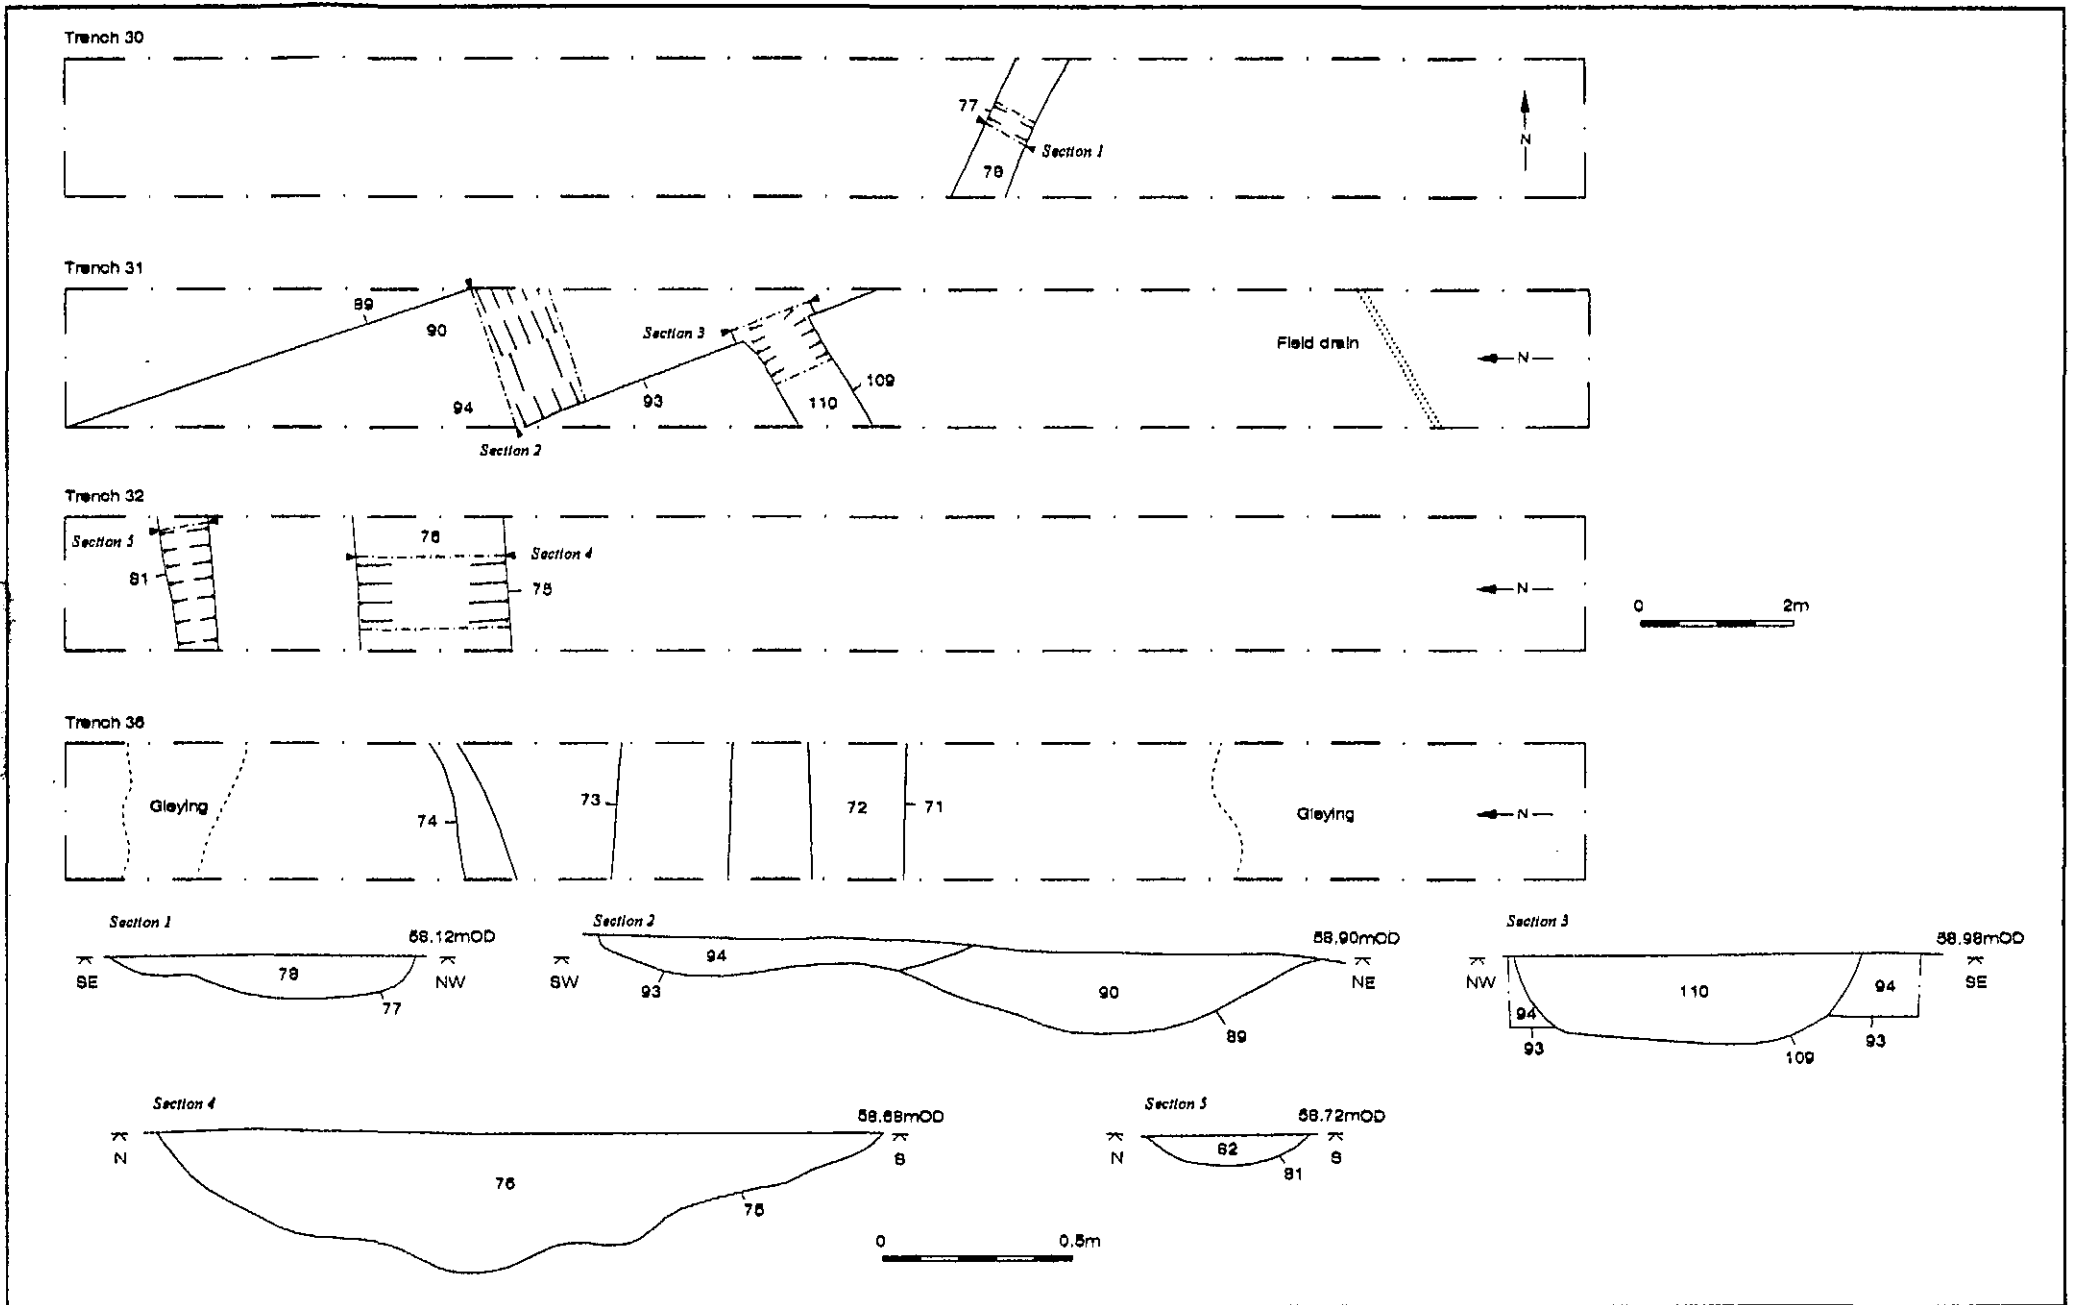 Trench 30
77
Section 1
78
N
Trench 31
89
90
Section 3
Field drain
N
109
93
94
110
Section 2
Trench 32
76
Section 5
Section 4
81
75
N
0 2m
Trench 36
73
72
71
Gleying
74
Gleying
N
Section 1
58.12mOD
SE
78
NW
77
Section 2
58.90mOD
SW
94
93
90
NE
89
Section 3
58.98mOD
NW
110
94
SE
94
93
109
93
Section 4
58.68mOD
N
76
S
75
Section 5
58.72mOD
N
82
S
81
0 0.5m